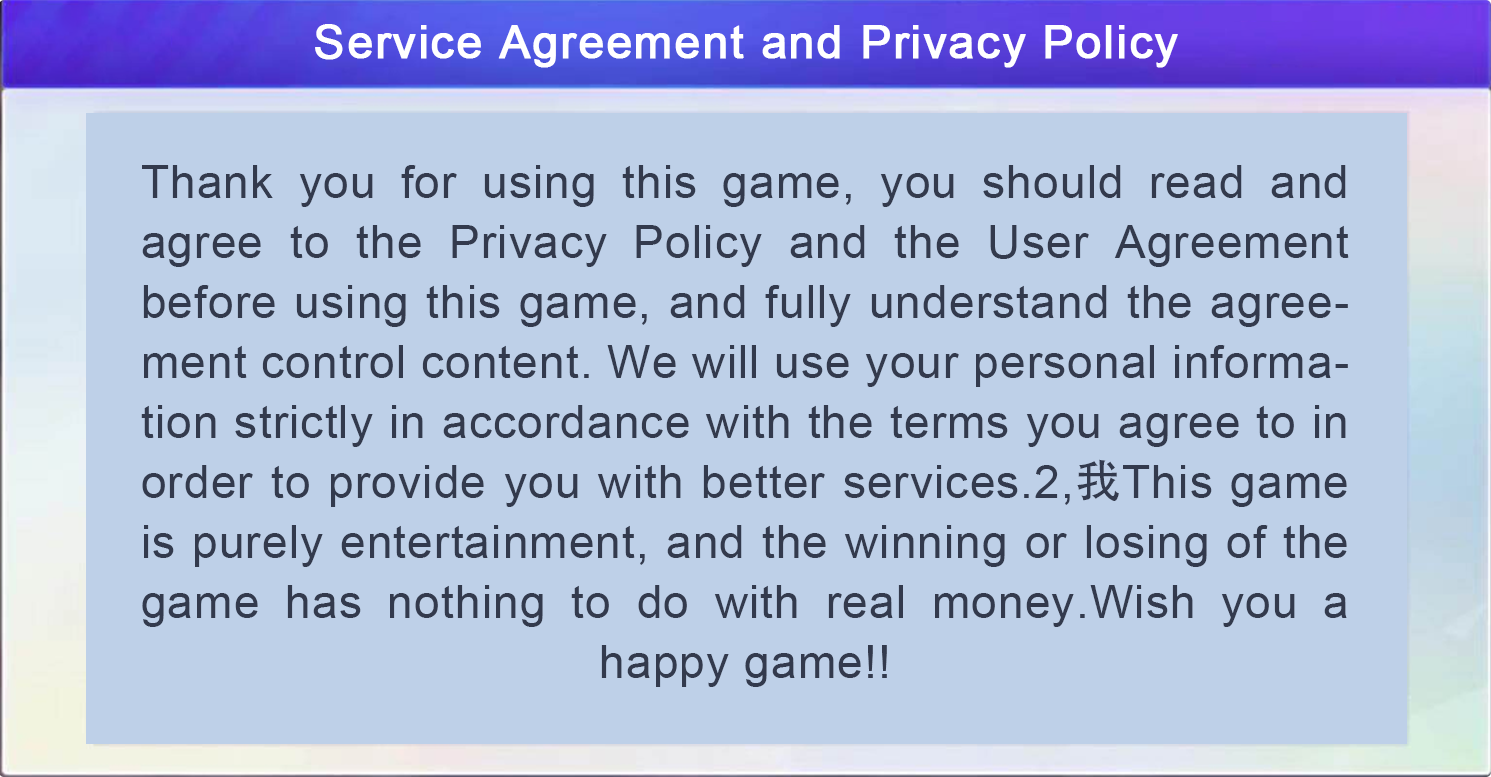 Service Agreement and Privacy Policy
Thank you for using this game, you should read and
agree to the Privacy Policy and the User Agreement
before using this game, and fully understand the agree-
ment control content. We will use your personal informa-
tion strictly in accordance with the terms you agree to in
order to provide you with better services.2,我This game
is purely entertainment, and the winning or losing of the
game has nothing to do with real money.Wish you a
happy game!!